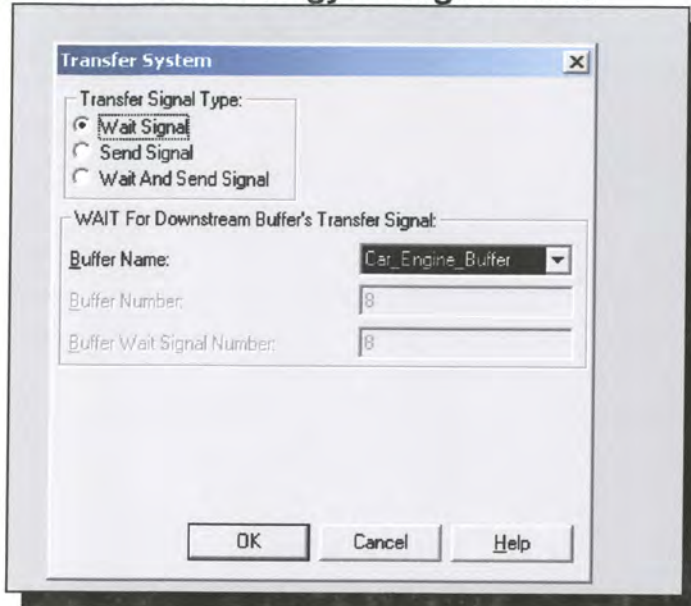 Transfer System
Transfer Signal Type:
Wait Signal
Send Signal
Wait And Send Signal
WAIT For Downstream Buffer's Transfer Signal:
Buffer Name:
Car_Engine_Buffer
Buffer Number:
8
Buffer Wait Signal Number:
8
OK
Cancel
Help